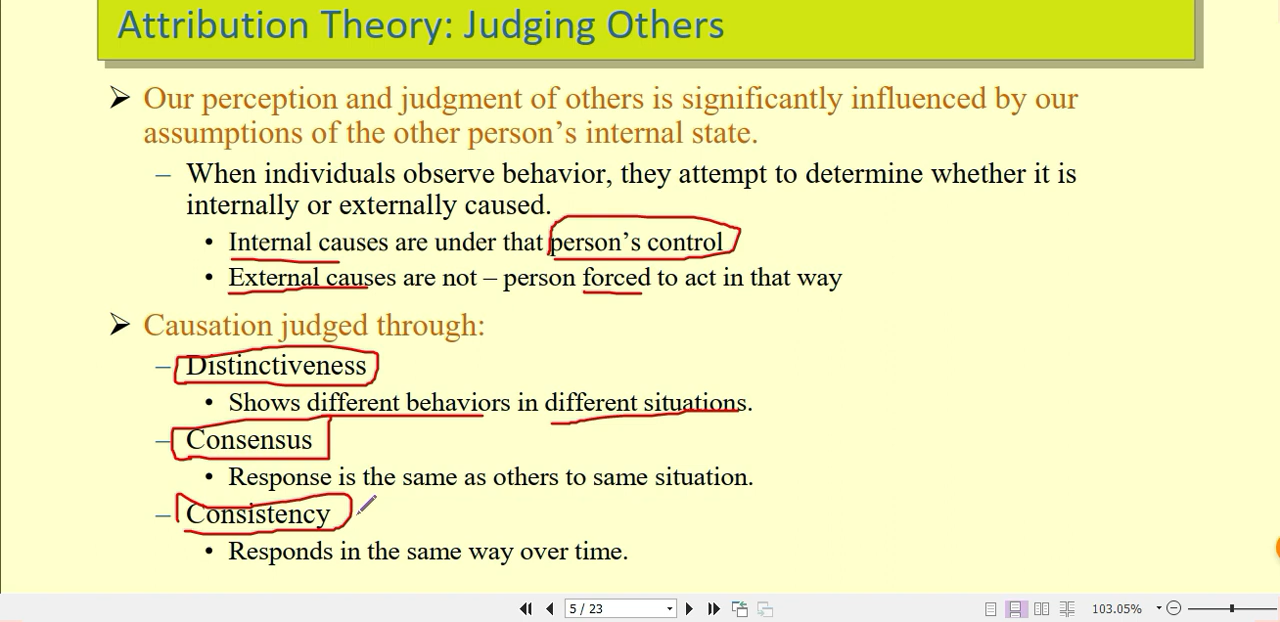 Attribution Theory: Judging Others
➢ Our perception and judgment of others is significantly influenced by our
assumptions of the other person’s internal state.
– When individuals observe behavior, they attempt to determine whether it is
internally or externally caused.
• Internal causes are under that person’s control
• External causes are not – person forced to act in that way
➢ Causation judged through:
– Distinctiveness
• Shows different behaviors in different situations.
– Consensus
• Response is the same as others to same situation.
– Consistency
• Responds in the same way over time.
5 / 23
103.05%